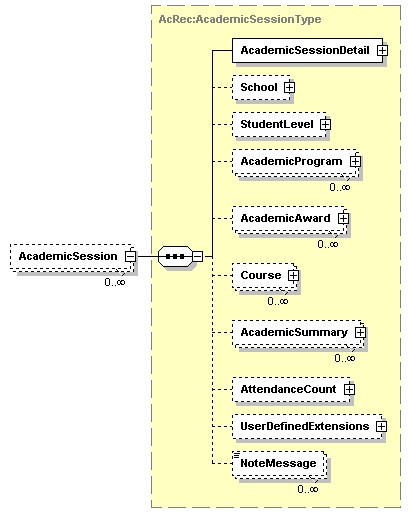 AcRec:AcademicSessionType
AcademicSessionDetail
School
StudentLevel
AcademicProgram
0..∞
AcademicAward
0..∞
AcademicSession
0..∞
Course
0..∞
AcademicSummary
0..∞
AttendanceCount
UserDefinedExtensions
NoteMessage
0..∞